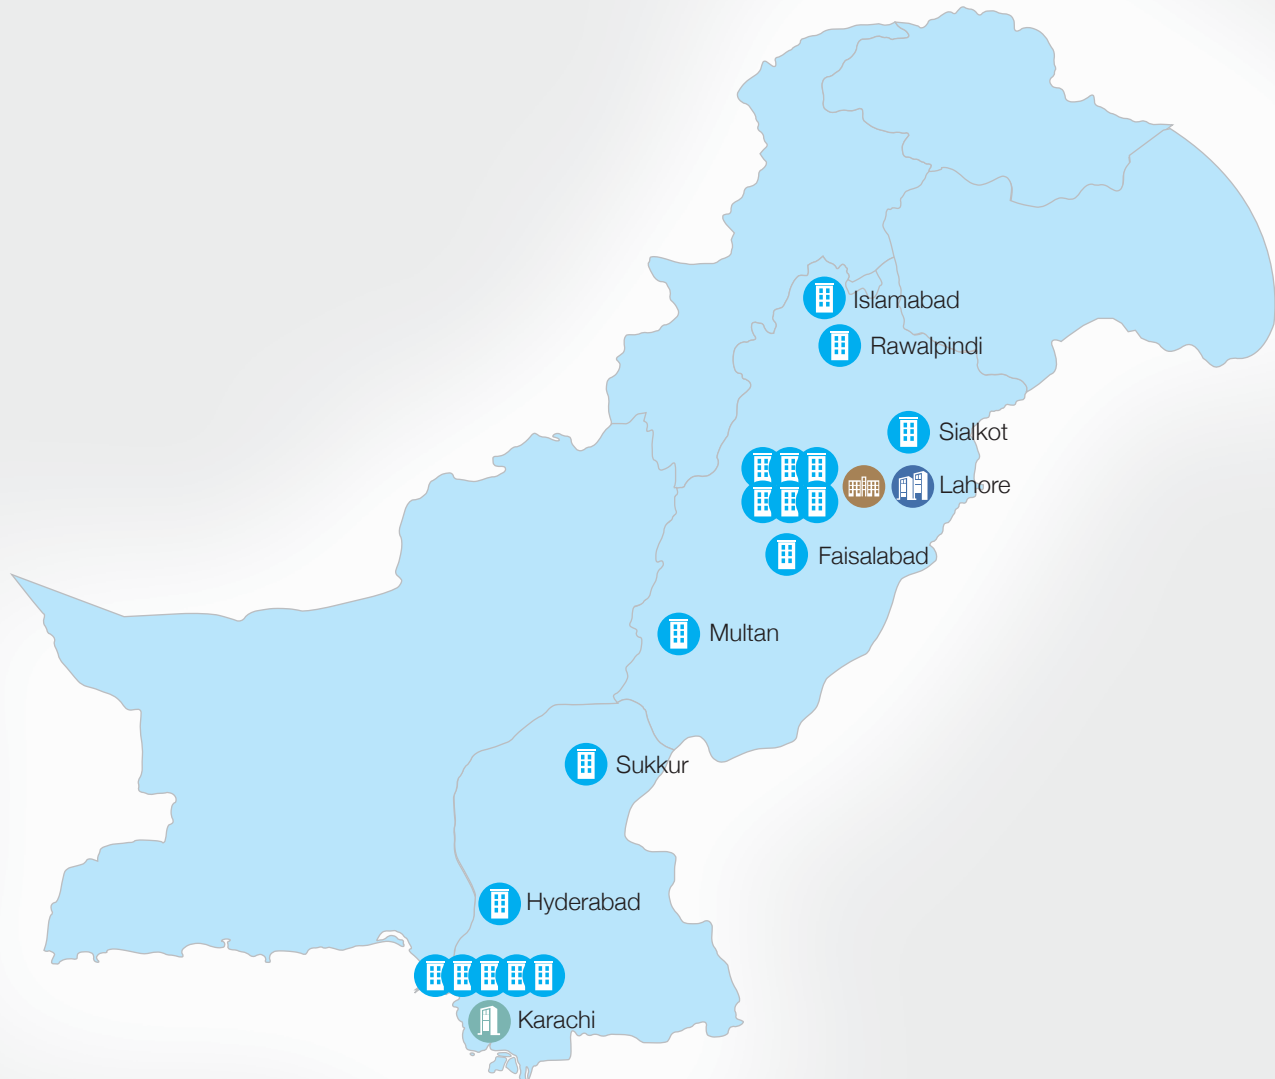 Islamabad
Rawalpindi
Sialkot
Lahore
Faisalabad
Multan
Sukkur
Hyderabad
Karachi